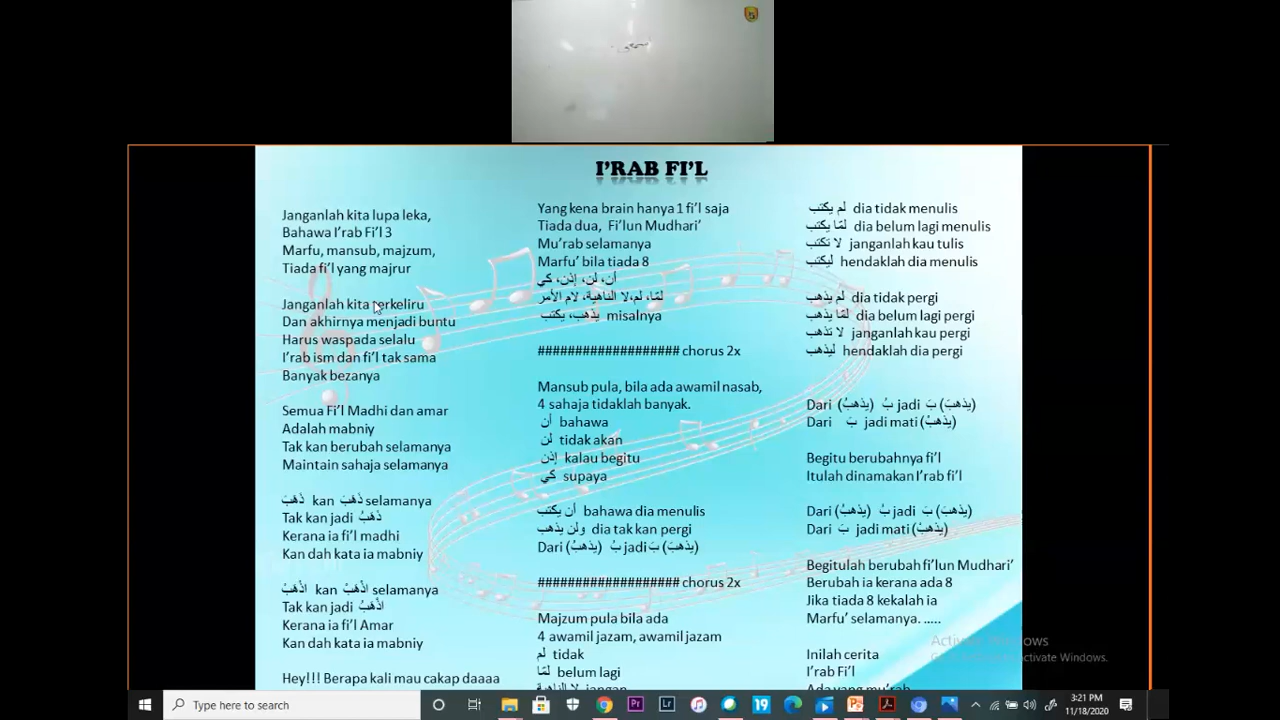 I'RAB FI'L
Janganlah kita lupa leka,
Bahawa I'rab Fi'l 3
Marfu, mansub, majzum,
Tiada fi'l yang majrur
Janganlah kita terkeliru
Dan akhirnya menjadi buntu
Harus waspada selalu
I'rab ism dan fi'l tak sama
Banyak bezanya
Semua Fi'l Madhi dan amar
Adalah mabniy
Tak kan berubah selamanya
Maintain sahaja selamanya
ذَهَبَ kan ذَهَبَ selamanya
Tak kan jadi ذَهَبُ
Kerana ia fi'l madhi
Kan dah kata ia mabniy
اذْهَبْ kan اذْهَبْ selamanya
Tak kan jadi اذْهَبُ
Kerana ia fi'l Amar
Kan dah kata ia mabniy
Hey!!! Berapa kali mau cakap daaaa
Yang kena brain hanya 1 fi'l saja
Tiada dua, Fi'lun Mudhari'
Mu'rab selamanya
Marfu' bila tiada 8
أن، لن، إذن، كي
لمّا، لم،لا الناهية، لام الأمر
يذهب، يكتب misalnya
################### chorus 2x
Mansub pula, bila ada awamil nasab,
4 sahaja tidaklah banyak.
أن bahawa
لن tidak akan
إذن kalau begitu
كي supaya
أن يكتب bahawa dia menulis
ولن يذهب dia tak kan pergi
Dari (يذهبُ) بُ jadi بَ (يذهبَ)
################### chorus 2x
Majzum pula bila ada
4 awamil jazam, awamil jazam
لم tidak
لمّا belum lagi
لا الناهية jangan
لم يكتب dia tidak menulis
لمّا يكتب dia belum lagi menulis
لا تكتب janganlah kau tulis
ليكتب hendaklah dia menulis
لم يذهب dia tidak pergi
لمّا يذهب dia belum lagi pergi
لا تذهب janganlah kau pergi
ليذهب hendaklah dia pergi
Dari (يذهبُ) بُ jadi بَ (يذهبَ)
Dari بَ jadi mati (يذهبْ)
Begitu berubahnya fi'l
Itulah dinamakan I'rab fi'l
Dari (يذهبُ) بُ jadi بَ (يذهبَ)
Dari بَ jadi mati (يذهبْ)
Begitulah berubah fi'lun Mudhari'
Berubah ia kerana ada 8
Jika tiada 8 kekalah ia
Marfu' selamanya. .....
Inilah cerita
I'rab Fi'l
Ada yang mu'rab
Type here to search
3:21 PM
11/18/2020